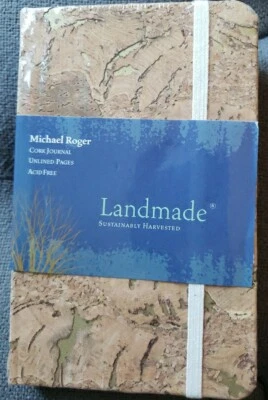 Michael Roger
Cork Journal
Unlined Pages
Acid Free
Landmade®
Sustainably Harvested